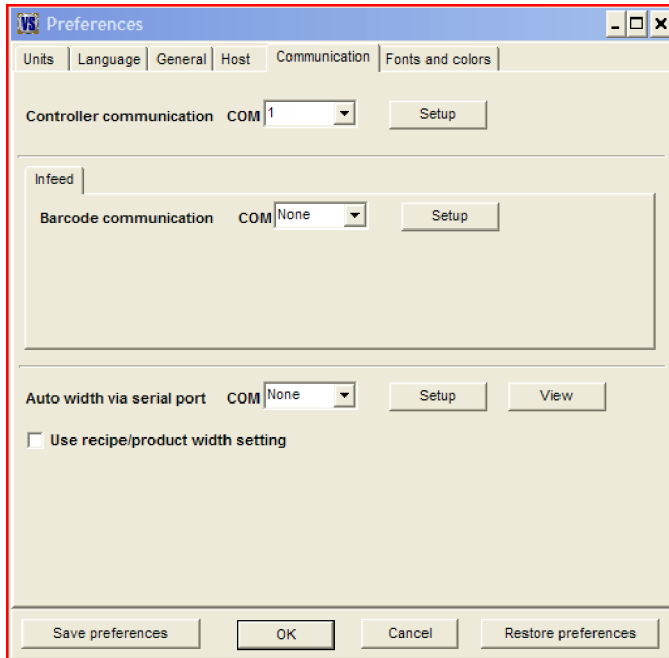 VS Preferences
Units Language General Host Communication Fonts and colors
Controller communication COM 1 Setup
Infeed
Barcode communication COM None Setup
Auto width via serial port COM None Setup View
Use recipe/product width setting
Save preferences OK Cancel Restore preferences